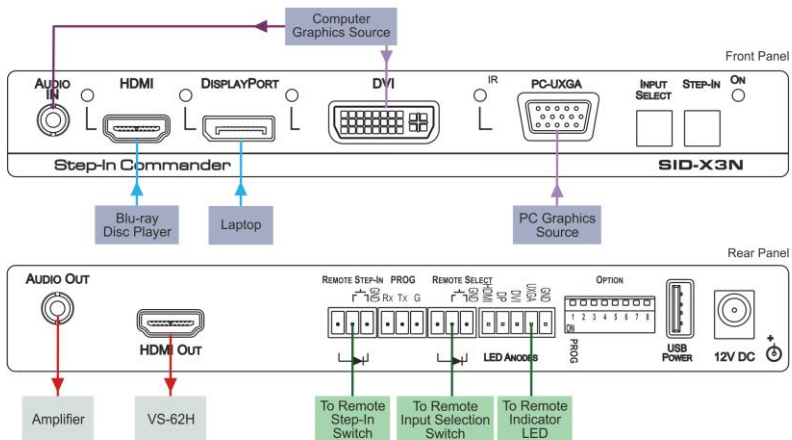 Computer
Graphics Source
Front Panel
AUDIO
IN
HDMI
DISPLAYPORT
DVI
IR
PC-UXGA
INPUT
SELECT
STEP-IN
ON
Step-In Commander
SID-X3N
Blu-ray
Disc Player
Laptop
PC Graphics
Source
Rear Panel
AUDIO OUT
HDMI OUT
REMOTE STEP-IN
PROG
REMOTE SELECT
OPTION
GND
Rx Tx G
GND
HDMI
DP
DVI
UXGA
GND
1 2 3 4 5 6 7 8
ON
PROG
LED ANODES
USB
POWER
12V DC
+
Amplifier
VS-62H
To Remote
Step-In
Switch
To Remote
Input Selection
Switch
To Remote
Indicator
LED